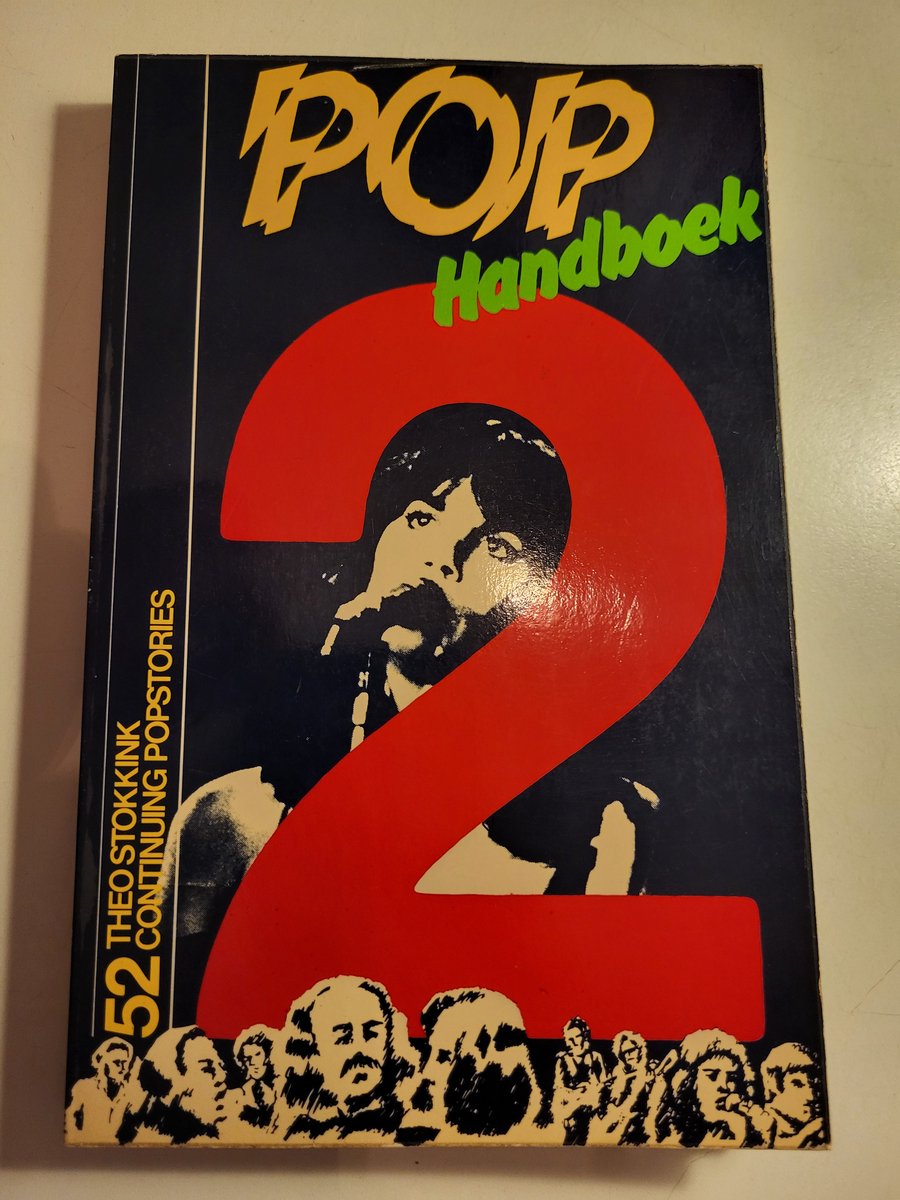 POP
Handboek
2
52 THEO STOKKINK
CONTINUING POPSTORIES